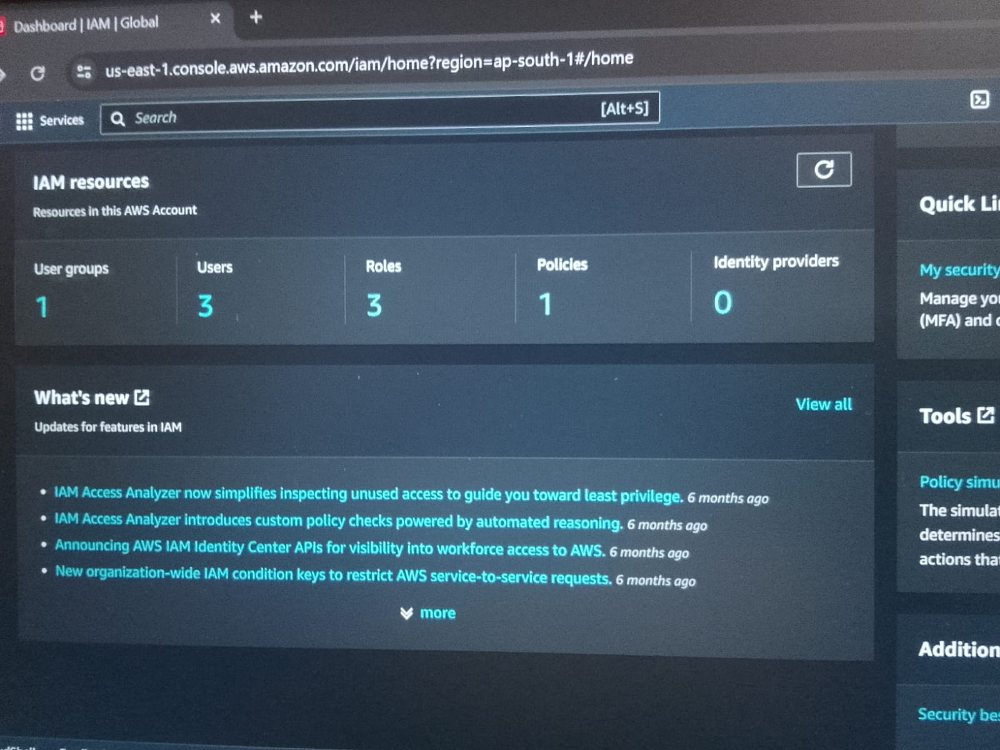 Dashboard | IAM | Global
us-east-1.console.aws.amazon.com/iam/home?region=ap-south-1#/home
Services
Search
[Alt+S]
IAM resources
Resources in this AWS Account
User groups
1
Users
3
Roles
3
Policies
1
Identity providers
0
What's new
View all
Updates for features in IAM
• IAM Access Analyzer now simplifies inspecting unused access to guide you toward least privilege. 6 months ago
• IAM Access Analyzer introduces custom policy checks powered by automated reasoning. 6 months ago
• Announcing AWS IAM Identity Center APIs for visibility into workforce access to AWS. 6 months ago
• New organization-wide IAM condition keys to restrict AWS service-to-service requests. 6 months ago
more
Quick Li
My security
Manage you
(MFA) and
Tools
Policy simu
The simulat
determines
actions that
Addition
Security bes